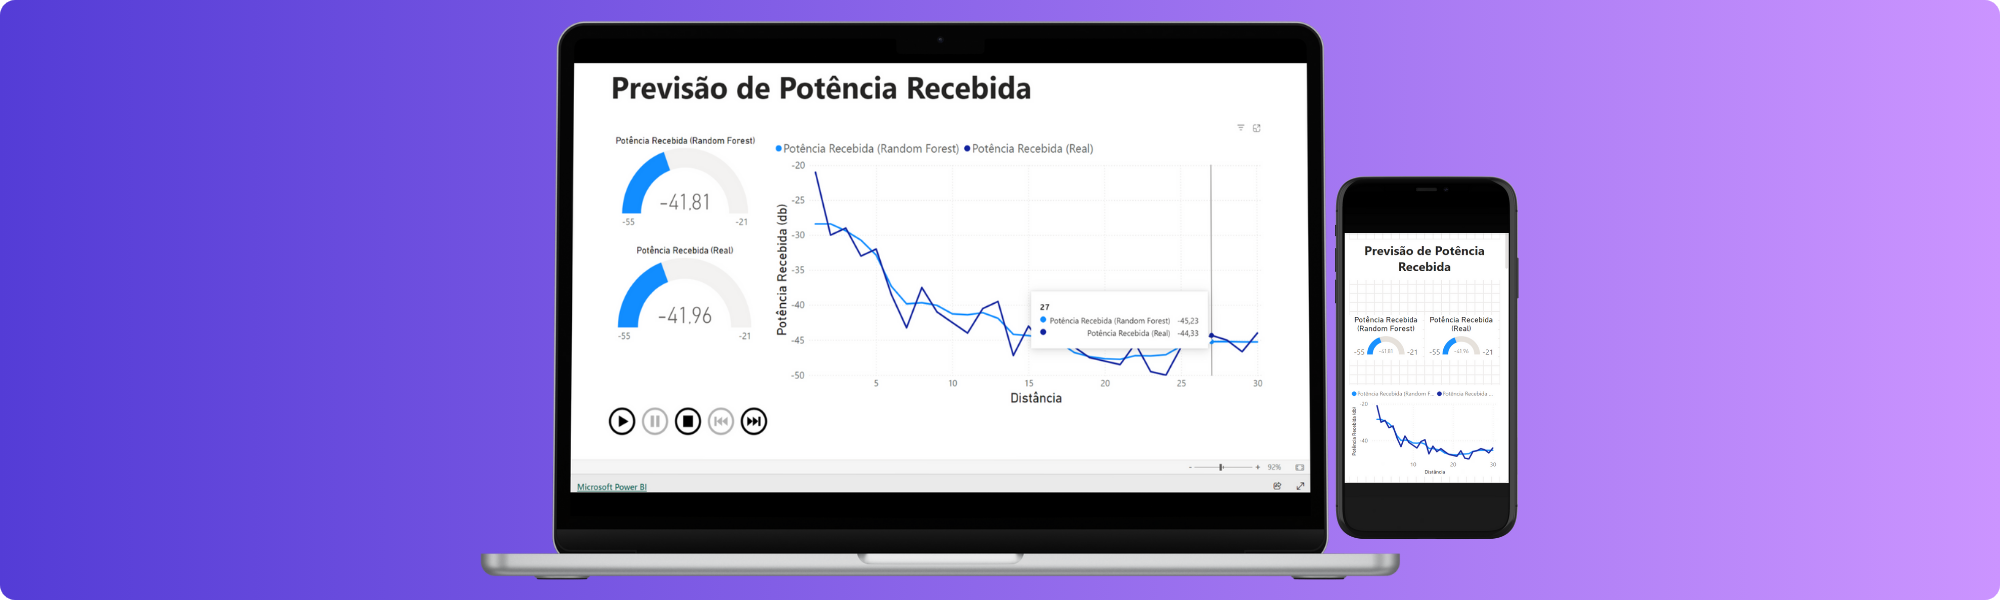 Previsão de Potência Recebida
Potência Recebida (Random Forest)
-41,81
-55
-21
Potência Recebida (Real)
-41,96
-55
-21
Potência Recebida (Random Forest) Potência Recebida (Real)
Potência Recebida (db)
-20
-25
-30
-35
-40
-45
-50
27
Potência Recebida (Random Forest) -45,23
Potência Recebida (Real) -44,33
5 10 15 20 25 30
Distância
92%
Microsoft Power BI
Previsão de Potência
Recebida
Potência Recebida
(Random Forest)
-55
-41,81
-21
Potência Recebida
(Real)
-55
-41,96
-21
Potência Recebida (Random F... Potência Recebida ...
Potência Recebida (db)
-20
-40
10 20 30
Distância